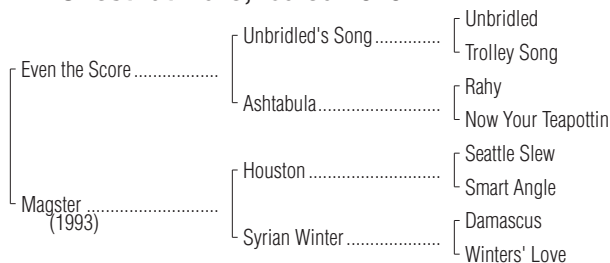 Unbridled
Unbridled's Song
Trolley Song
Even the Score
Rahy
Ashtabula
Now Your Teapottin
Seattle Slew
Houston
Smart Angle
Magster
(1993)
Damascus
Syrian Winter
Winters' Love